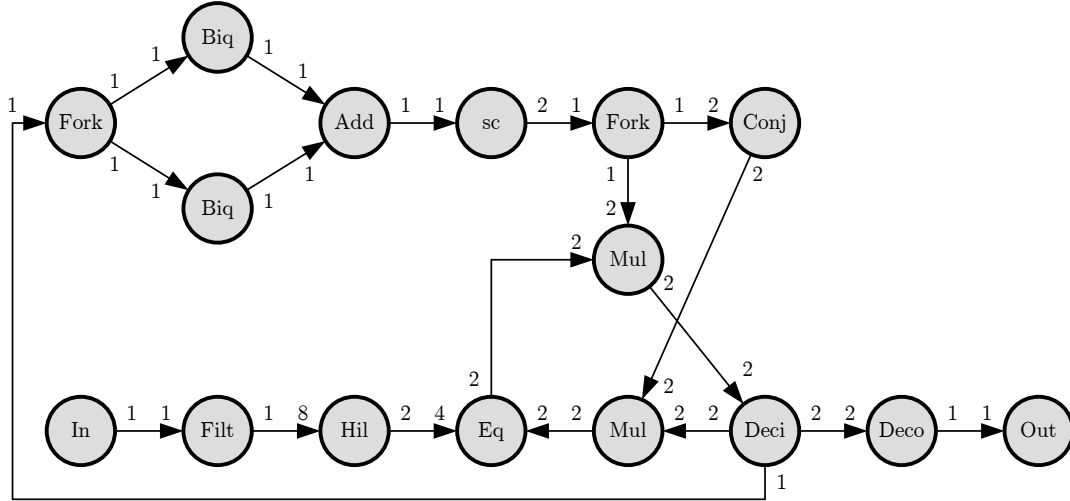 Biq
1 1
1 1
1 1
1 Fork Add 1 1 sc 2 1 Fork 1 2 Conj
1 1
1 1
Biq 1
1 2
2
2 Mul
2
2 2
2
In 1 1 Filt 1 8 Hil 2 4 Eq 2 2 Mul 2 2 Deci 2 2 Deco 1 1 Out
1